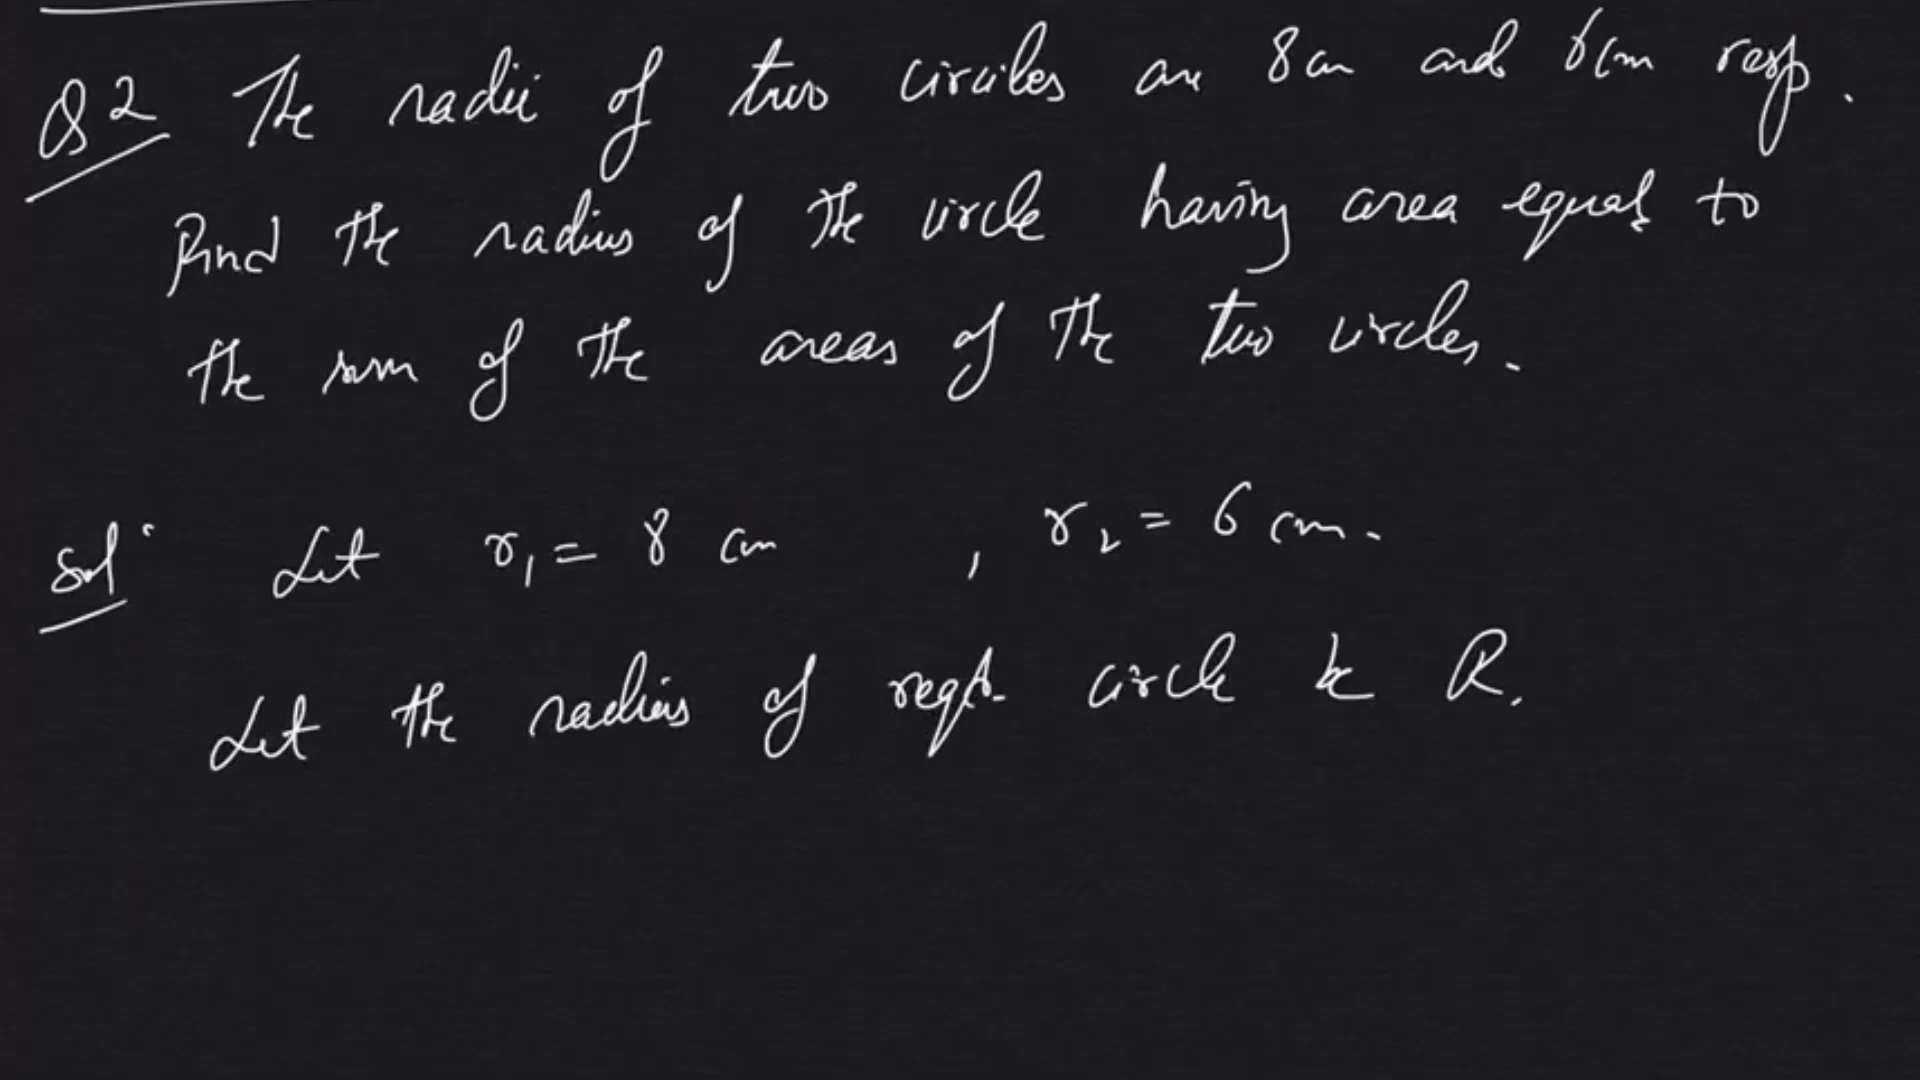 Q2 The radii of two circles are 8cm and 6cm resp.
Find the radius of the circle having area equal to
the sum of the areas of the two circles.
Sol: Let r₁ = 8 cm , r₂ = 6 cm.
Let the radius of reqd. circle be R.